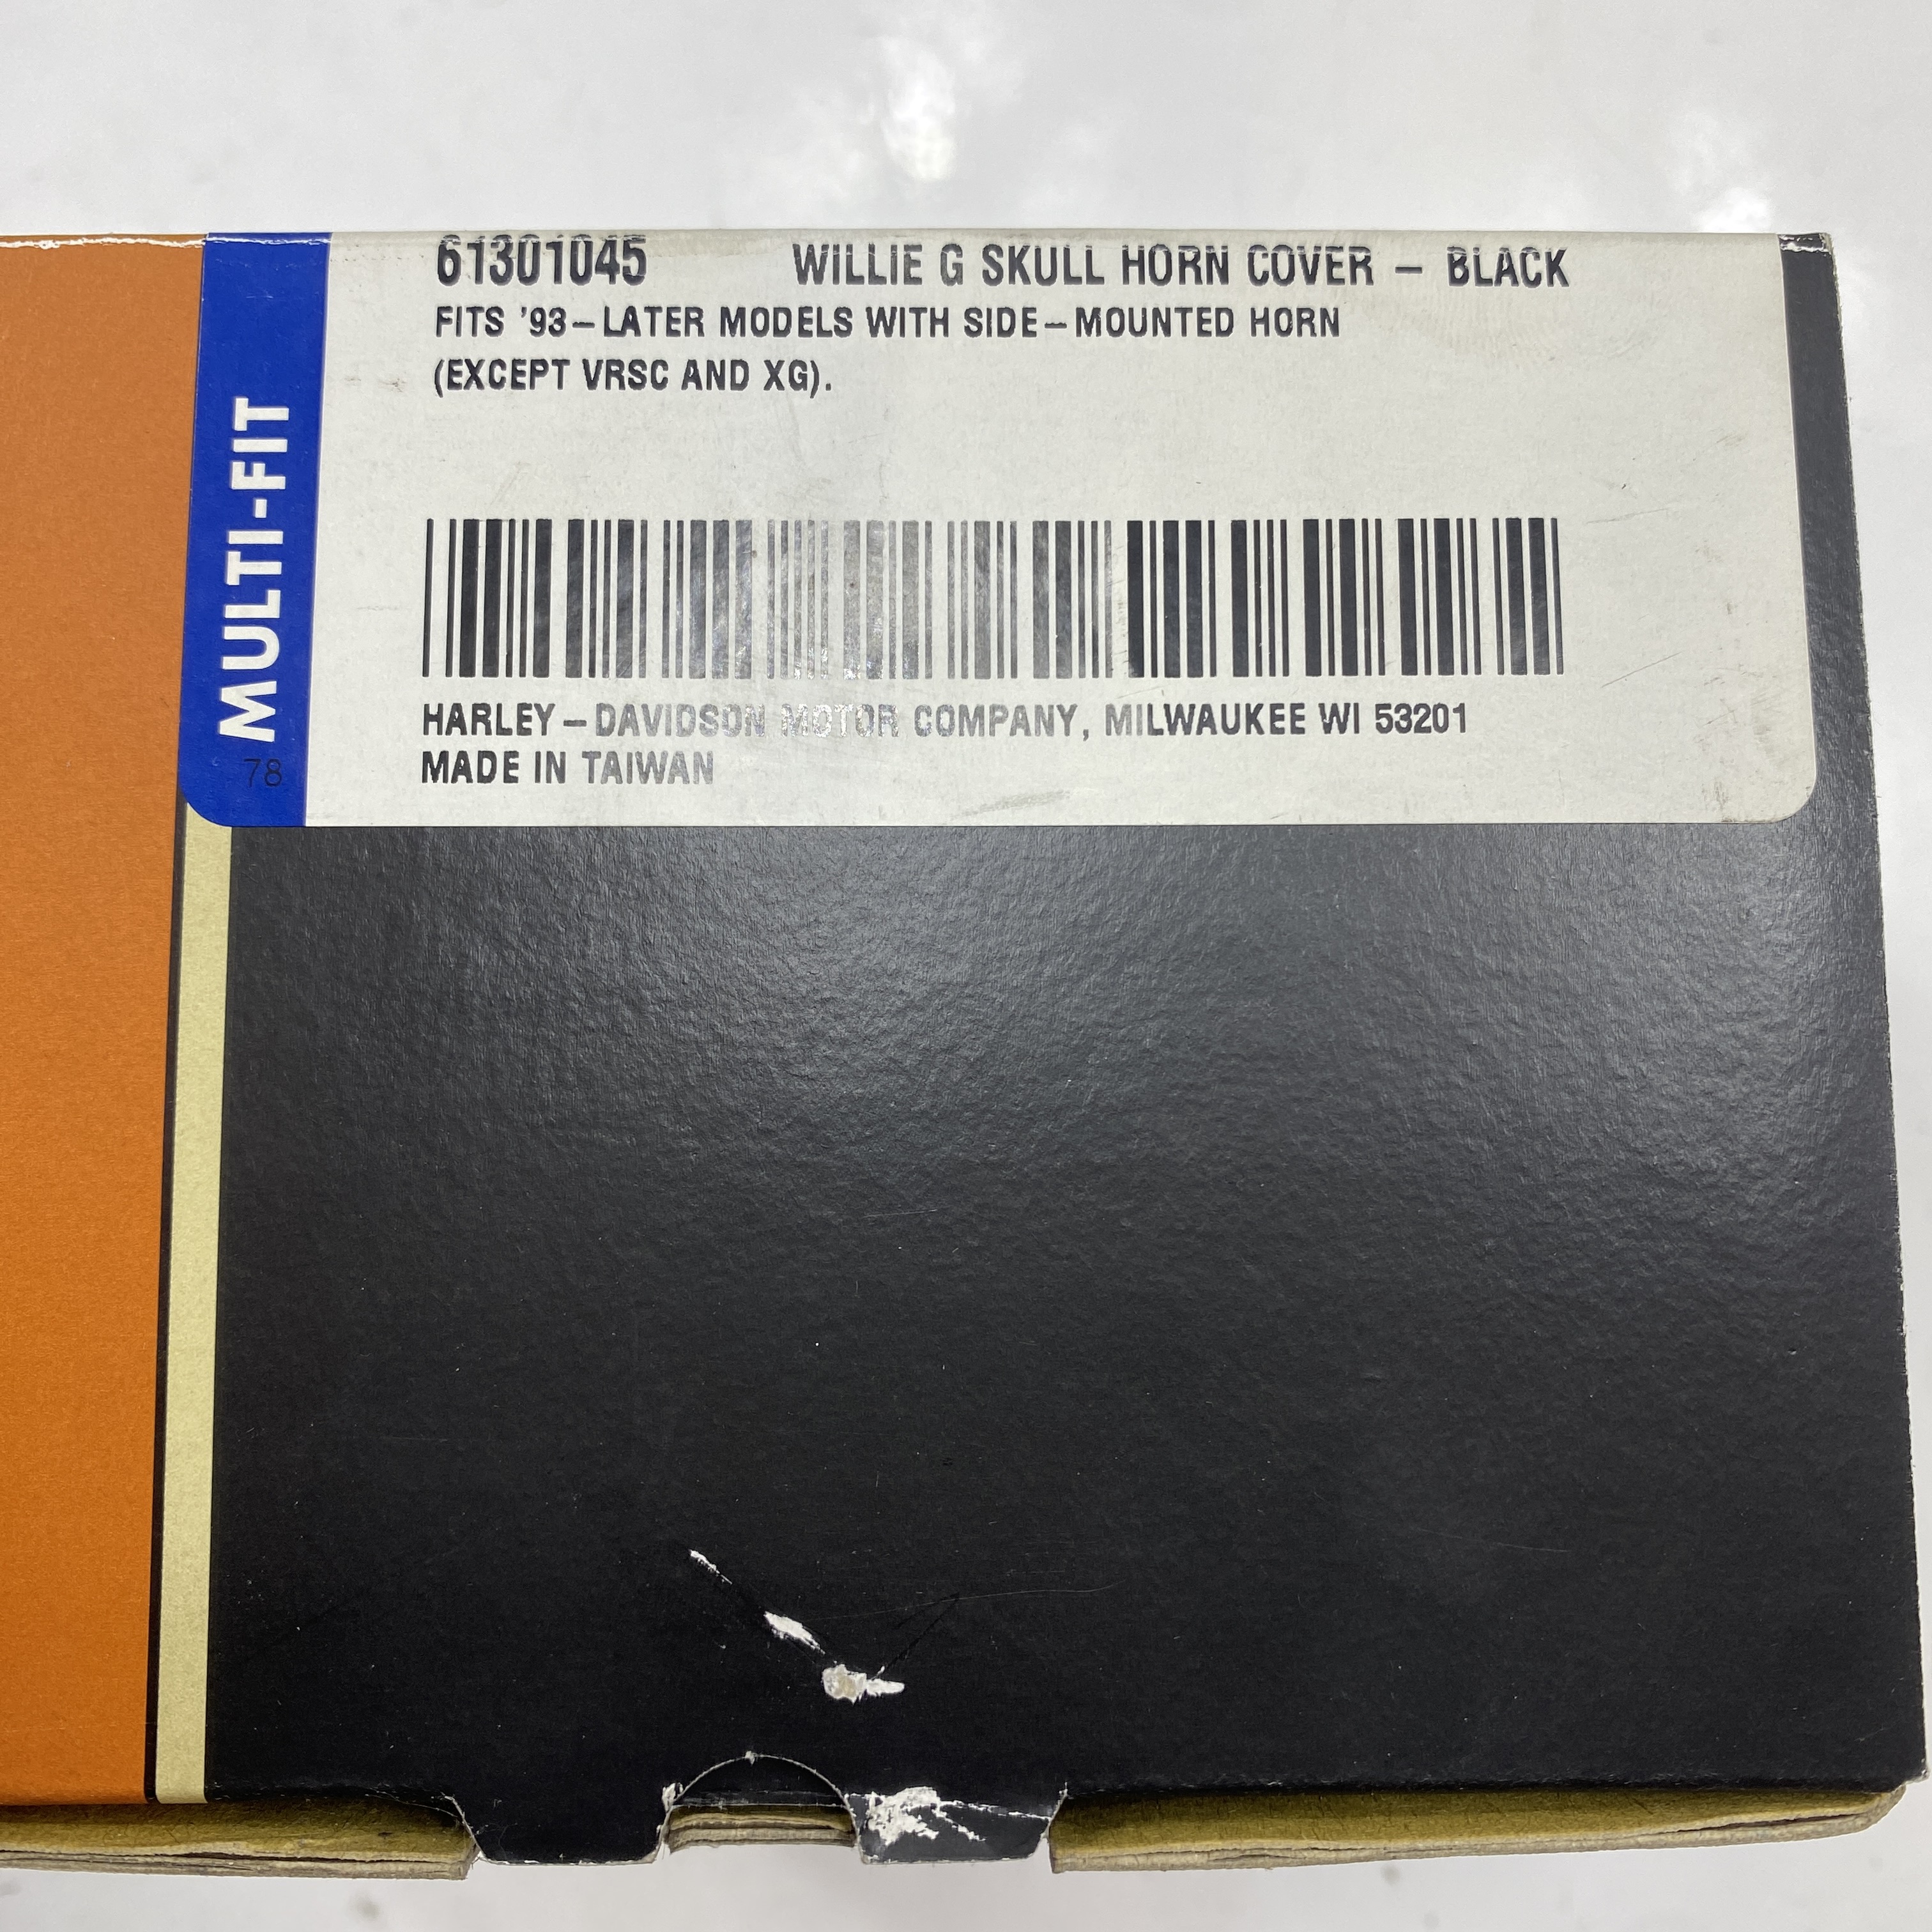 61301045 WILLIE G SKULL HORN COVER – BLACK
FITS '93–LATER MODELS WITH SIDE–MOUNTED HORN
(EXCEPT VRSC AND XG).
MULTI-FIT
78
HARLEY–DAVIDSON MOTOR COMPANY, MILWAUKEE WI 53201
MADE IN TAIWAN